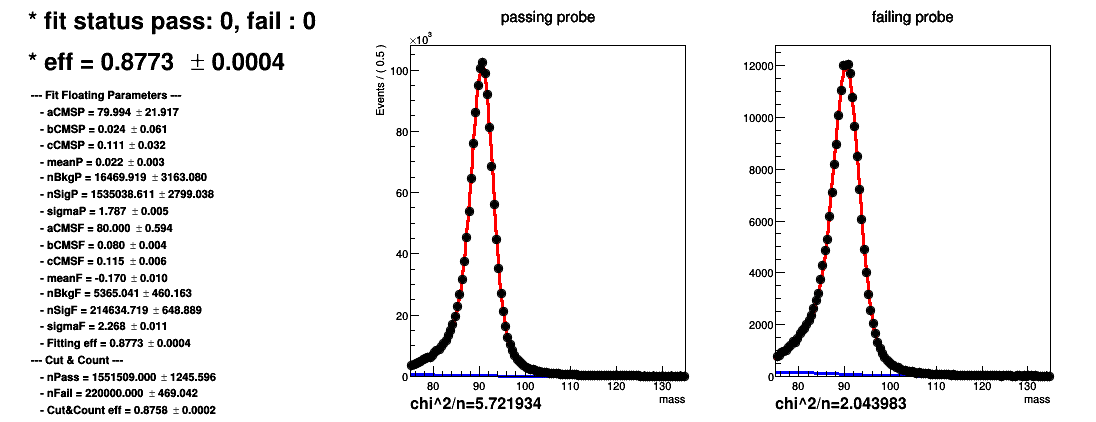 * fit status pass: 0, fail : 0
* eff = 0.8773 ± 0.0004
--- Fit Floating Parameters ---
- aCMSP = 79.994 ± 21.917
- bCMSP = 0.024 ± 0.061
- cCMSP = 0.111 ± 0.032
- meanP = 0.022 ± 0.003
- nBkgP = 16469.919 ± 3163.080
- nSigP = 1535038.611 ± 2799.038
- sigmaP = 1.787 ± 0.005
- aCMSF = 80.000 ± 0.594
- bCMSF = 0.080 ± 0.004
- cCMSF = 0.115 ± 0.006
- meanF = -0.170 ± 0.010
- nBkgF = 5365.041 ± 460.163
- nSigF = 214634.719 ± 648.889
- sigmaF = 2.268 ± 0.011
- Fitting eff = 0.8773 ± 0.0004
--- Cut & Count ---
- nPass = 1551509.000 ± 1245.596
- nFail = 220000.000 ± 469.042
- Cut&Count eff = 0.8758 ± 0.0002
passing probe
×10³
Events / ( 0.5 )
100
80
60
40
20
0
80 90 100 110 120 130
mass
chi^2/n=5.721934
failing probe
12000
10000
8000
6000
4000
2000
0
80 90 100 110 120 130
mass
chi^2/n=2.043983